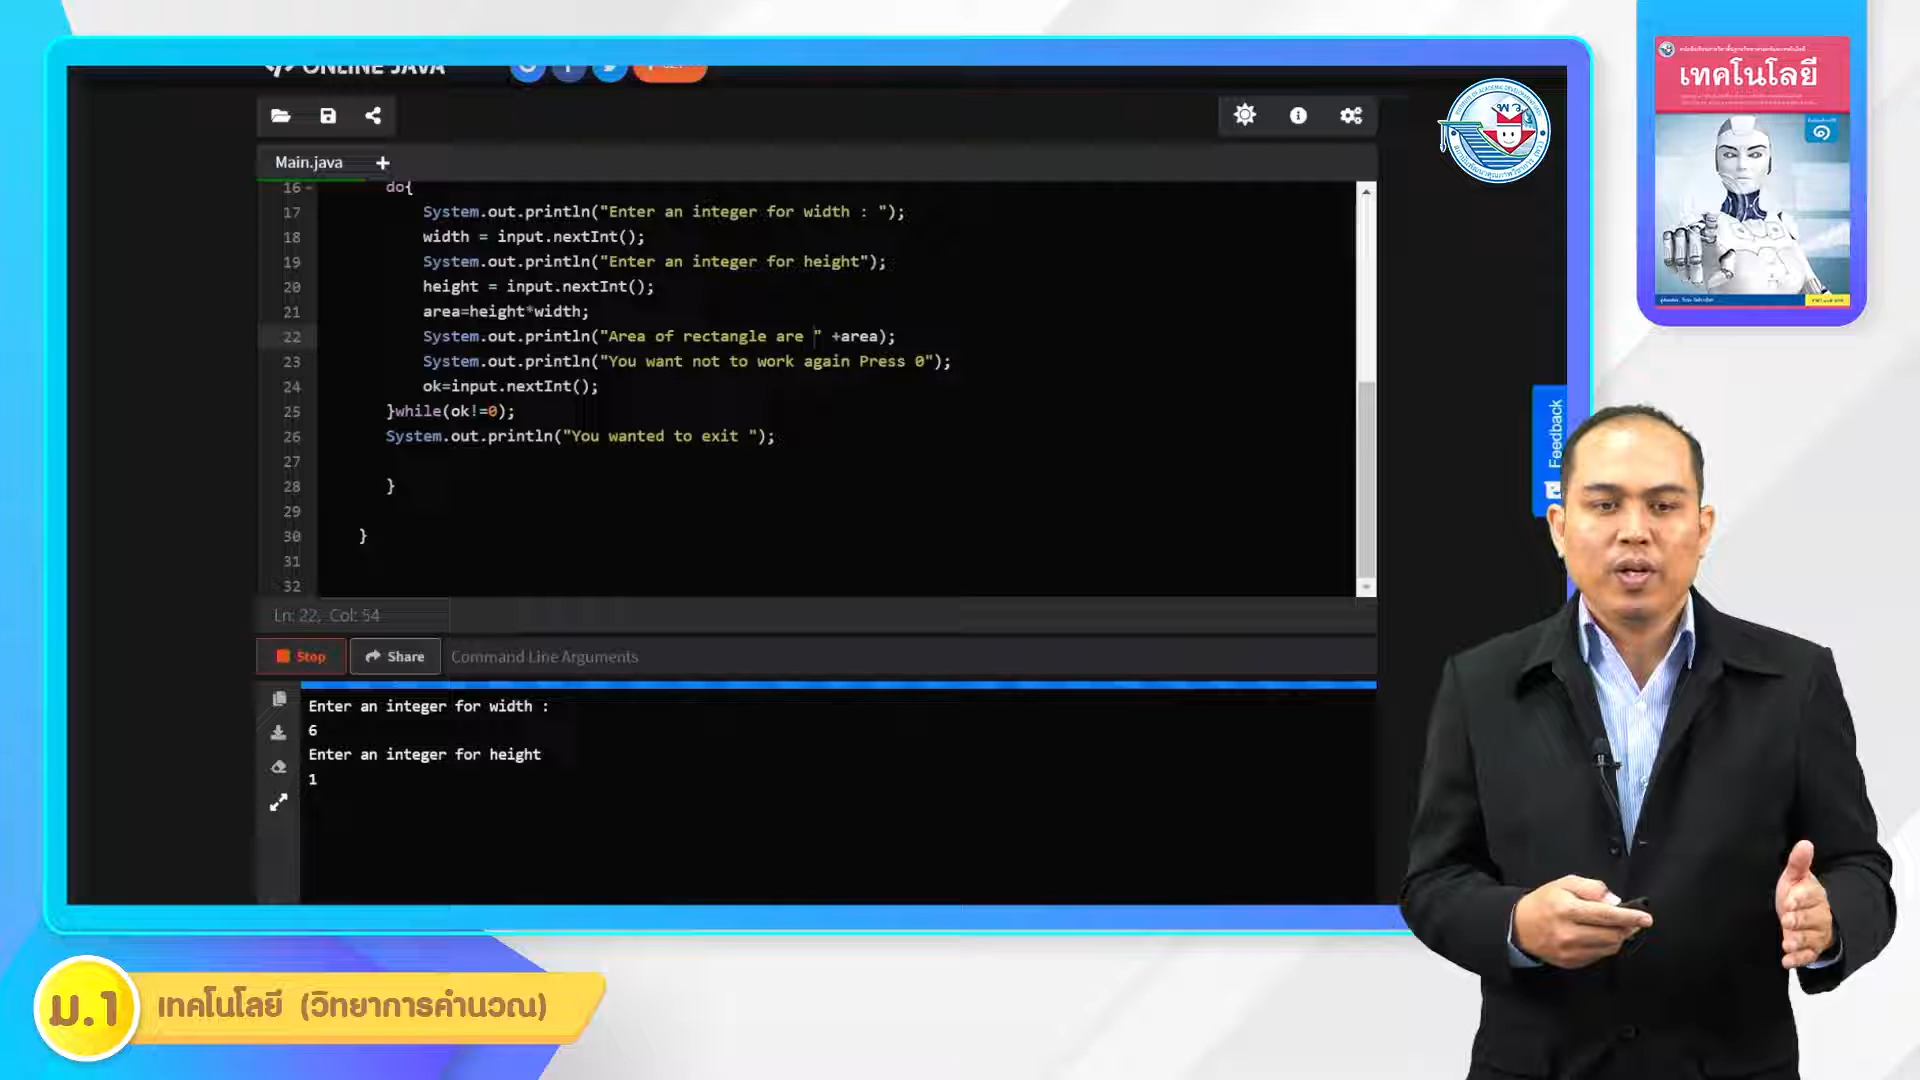 ONLINE JAVA
Main.java +
16 do{
17 System.out.println("Enter an integer for width : ");
18 width = input.nextInt();
19 System.out.println("Enter an integer for height");
20 height = input.nextInt();
21 area=height*width;
22 System.out.println("Area of rectangle are " +area);
23 System.out.println("You want not to work again Press 0");
24 ok=input.nextInt();
25 }while(ok!=0);
26 System.out.println("You wanted to exit ");
27
28 }
29
30 }
31
32
Ln: 22, Col: 54
Stop Share Command Line Arguments
Enter an integer for width :
6
Enter an integer for height
1
Feedback
พว
เทคโนโลยี
๑
ม.1 เทคโนโลยี (วิทยาการคำนวณ)